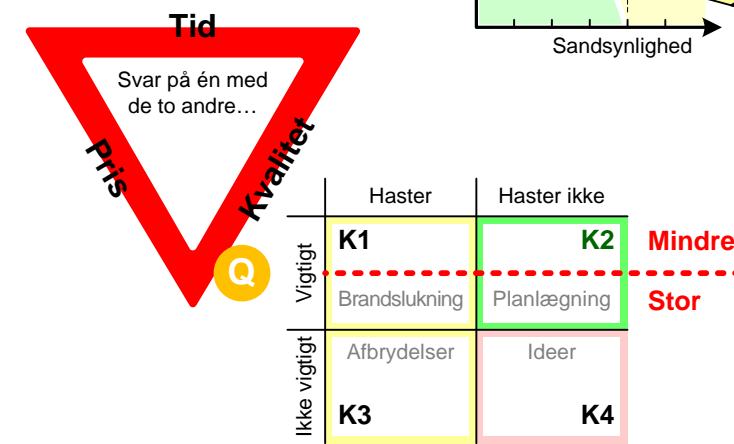 Tid
Sandsynlighed
Svar på én med
de to andre…
Pris
Kvalitet
Q
Haster
Haster ikke
Vigtigt
K1
K2
Mindre
Brandslukning
Planlægning
Stor
Ikke vigtigt
Afbrydelser
Ideer
K3
K4